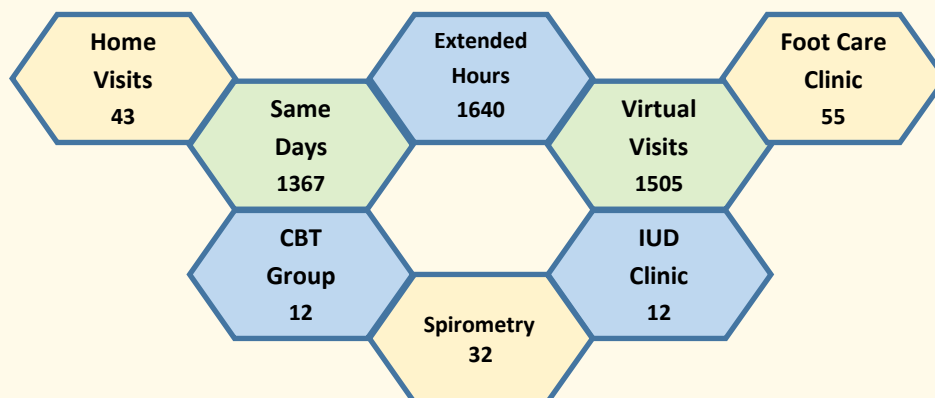 Home
Visits
43
Same
Days
1367
Extended
Hours
1640
Virtual
Visits
1505
Foot Care
Clinic
55
CBT
Group
12
Spirometry
32
IUD
Clinic
12